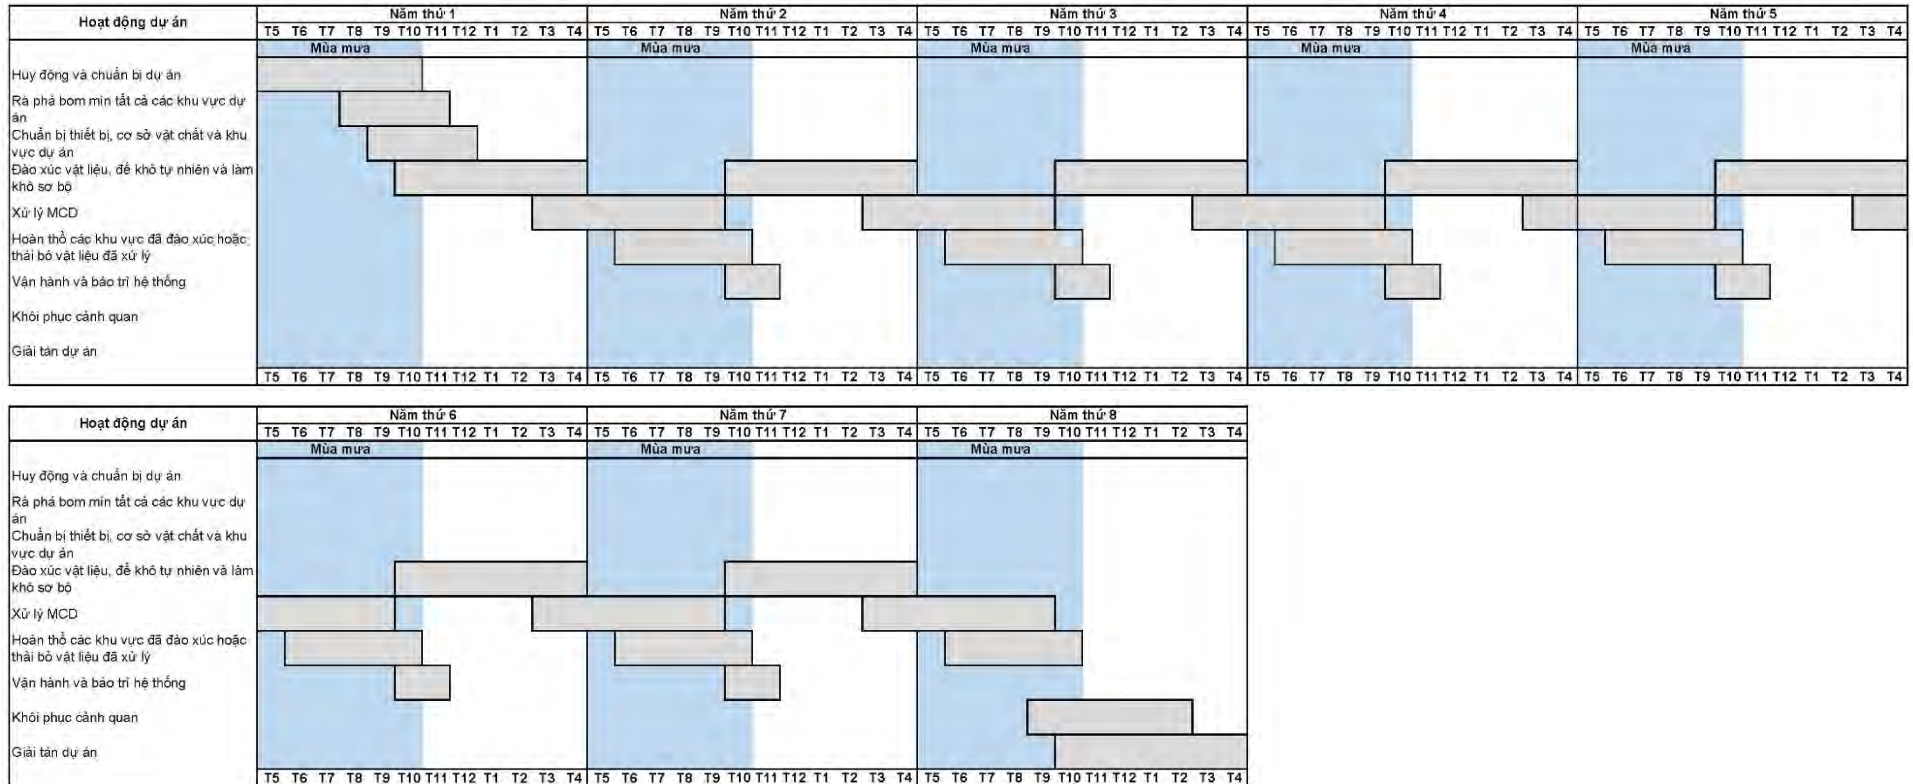 Hoạt động dự án
Năm thứ 1 Năm thứ 2 Năm thứ 3 Năm thứ 4 Năm thứ 5
T5 T6 T7 T8 T9 T10 T11 T12 T1 T2 T3 T4 T5 T6 T7 T8 T9 T10 T11 T12 T1 T2 T3 T4 T5 T6 T7 T8 T9 T10 T11 T12 T1 T2 T3 T4 T5 T6 T7 T8 T9 T10 T11 T12 T1 T2 T3 T4 T5 T6 T7 T8 T9 T10 T11 T12 T1 T2 T3 T4
Mùa mưa Mùa mưa Mùa mưa Mùa mưa Mùa mưa
Huy động và chuẩn bị dự án
Rà phá bom mìn tất cả các khu vực dự
án
Chuẩn bị thiết bị, cơ sở vật chất và khu
vực dự án
Đào xúc vật liệu, để khô tự nhiên và làm
khô sơ bộ
Xử lý MCD
Hoàn thổ các khu vực đã đào xúc hoặc
thải bỏ vật liệu đã xử lý
Vận hành và bảo trì hệ thống
Khôi phục cảnh quan
Giải tán dự án
T5 T6 T7 T8 T9 T10 T11 T12 T1 T2 T3 T4 T5 T6 T7 T8 T9 T10 T11 T12 T1 T2 T3 T4 T5 T6 T7 T8 T9 T10 T11 T12 T1 T2 T3 T4 T5 T6 T7 T8 T9 T10 T11 T12 T1 T2 T3 T4 T5 T6 T7 T8 T9 T10 T11 T12 T1 T2 T3 T4
Hoạt động dự án
Năm thứ 6 Năm thứ 7 Năm thứ 8
T5 T6 T7 T8 T9 T10 T11 T12 T1 T2 T3 T4 T5 T6 T7 T8 T9 T10 T11 T12 T1 T2 T3 T4 T5 T6 T7 T8 T9 T10 T11 T12 T1 T2 T3 T4
Mùa mưa Mùa mưa Mùa mưa
Huy động và chuẩn bị dự án
Rà phá bom mìn tất cả các khu vực dự
án
Chuẩn bị thiết bị, cơ sở vật chất và khu
vực dự án
Đào xúc vật liệu, để khô tự nhiên và làm
khô sơ bộ
Xử lý MCD
Hoàn thổ các khu vực đã đào xúc hoặc
thải bỏ vật liệu đã xử lý
Vận hành và bảo trì hệ thống
Khôi phục cảnh quan
Giải tán dự án
T5 T6 T7 T8 T9 T10 T11 T12 T1 T2 T3 T4 T5 T6 T7 T8 T9 T10 T11 T12 T1 T2 T3 T4 T5 T6 T7 T8 T9 T10 T11 T12 T1 T2 T3 T4